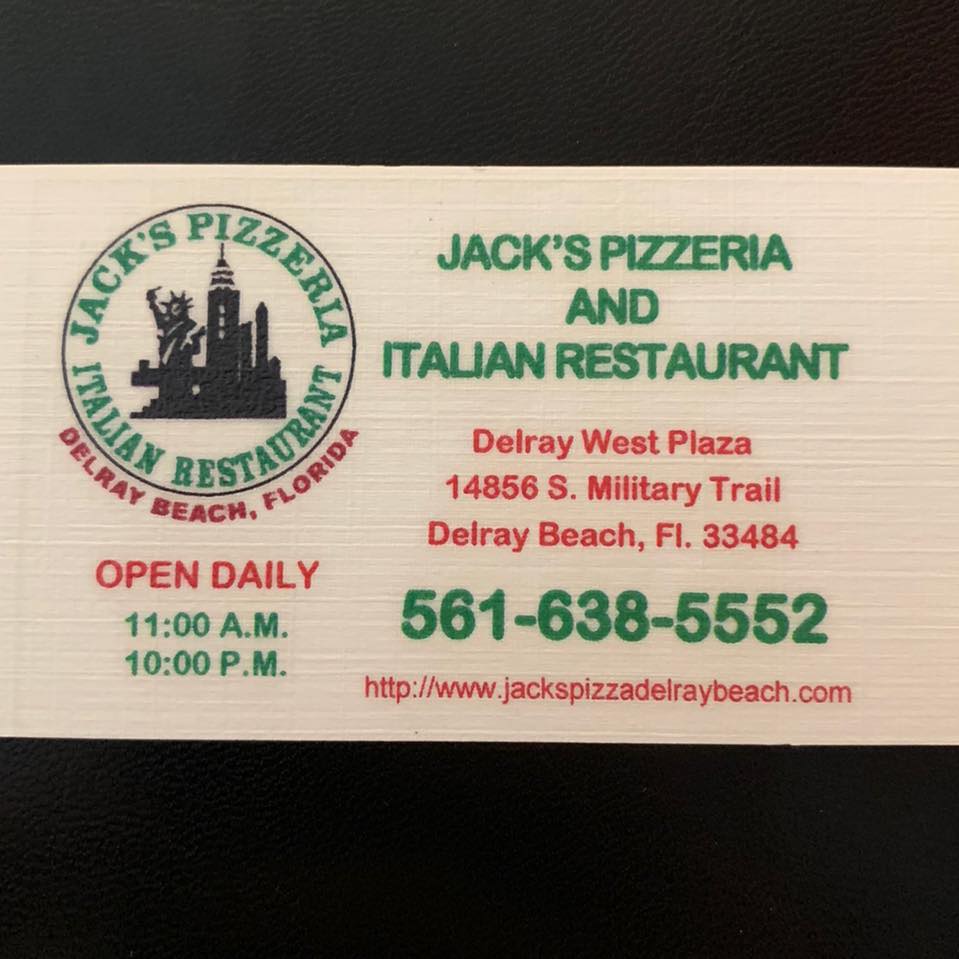 JACK'S PIZZERIA
ITALIAN RESTAURANT
DELRAY BEACH, FLORIDA
OPEN DAILY
11:00 A.M.
10:00 P.M.
JACK'S PIZZERIA
AND
ITALIAN RESTAURANT
Delray West Plaza
14856 S. Military Trail
Delray Beach, Fl. 33484
561-638-5552
http://www.jackspizzadelraybeach.com